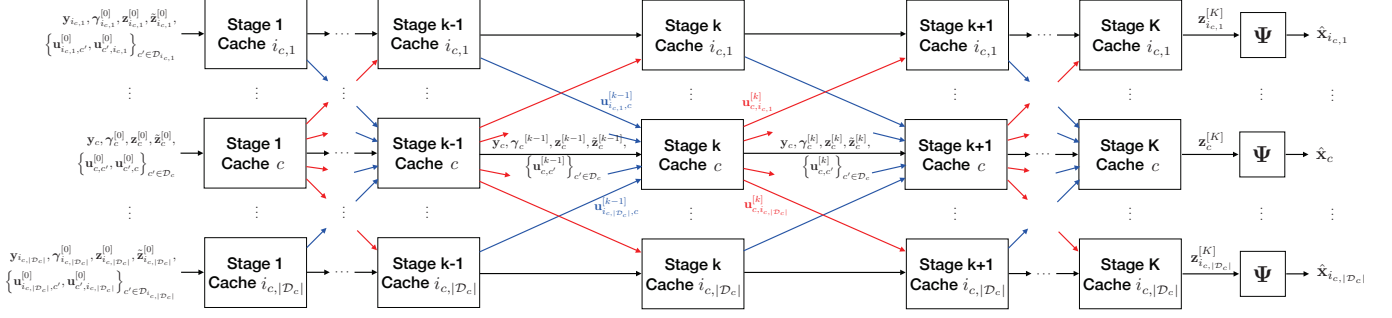 y_{i_{c,1}}, γ^{[0]}_{i_{c,1}}, z^{[0]}_{i_{c,1}}, z̃^{[0]}_{i_{c,1}},
{u^{[0]}_{i_{c,1},c'}, u^{[0]}_{c',i_{c,1}}}_{c'∈D_{i_{c,1}}}
Stage 1
Cache i_{c,1}
...
Stage k-1
Cache i_{c,1}
Stage k
Cache i_{c,1}
Stage k+1
Cache i_{c,1}
...
Stage K
Cache i_{c,1}
z^{[K]}_{i_{c,1}}
Ψ
x̂_{i_{c,1}}
u^{[k-1]}_{i_{c,1},c}
u^{[k]}_{c,i_{c,1}}
y_c, γ^{[0]}_c, z^{[0]}_c, z̃^{[0]}_c,
{u^{[0]}_{c,c'}, u^{[0]}_{c',c}}_{c'∈D_c}
Stage 1
Cache c
Stage k-1
Cache c
y_c, γ_c^{[k-1]}, z_c^{[k-1]}, z̃_c^{[k-1]},
{u^{[k-1]}_{c,c'}}_{c'∈D_c}
Stage k
Cache c
y_c, γ^{[k]}_c, z^{[k]}_c, z̃^{[k]}_c,
{u^{[k]}_{c,c'}}_{c'∈D_c}
Stage k+1
Cache c
...
Stage K
Cache c
z^{[K]}_c
Ψ
x̂_c
u^{[k-1]}_{i_{c,|D_c|},c}
u^{[k]}_{c,i_{c,|D_c|}}
y_{i_{c,|D_c|}}, γ^{[0]}_{i_{c,|D_c|}}, z^{[0]}_{i_{c,|D_c|}}, z̃^{[0]}_{i_{c,|D_c|}},
{u^{[0]}_{i_{c,|D_c|},c'}, u^{[0]}_{c',i_{c,|D_c|}}}_{c'∈D_{i_{c,|D_c|}}}
Stage 1
Cache i_{c,|D_c|}
...
Stage k-1
Cache i_{c,|D_c|}
Stage k
Cache i_{c,|D_c|}
Stage k+1
Cache i_{c,|D_c|}
...
Stage K
Cache i_{c,|D_c|}
z^{[K]}_{i_{c,|D_c|}}
Ψ
x̂_{i_{c,|D_c|}}